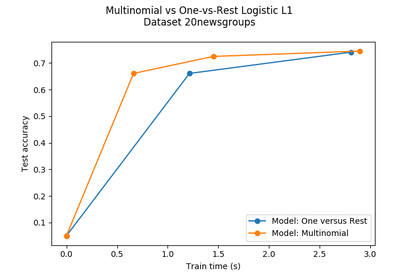 Multinomial vs One-vs-Rest Logistic L1
Dataset 20newsgroups
0.7
0.6
0.5
0.4
0.3
0.2
0.1
Test accuracy
Model: One versus Rest
Model: Multinomial
0.0 0.5 1.0 1.5 2.0 2.5 3.0
Train time (s)